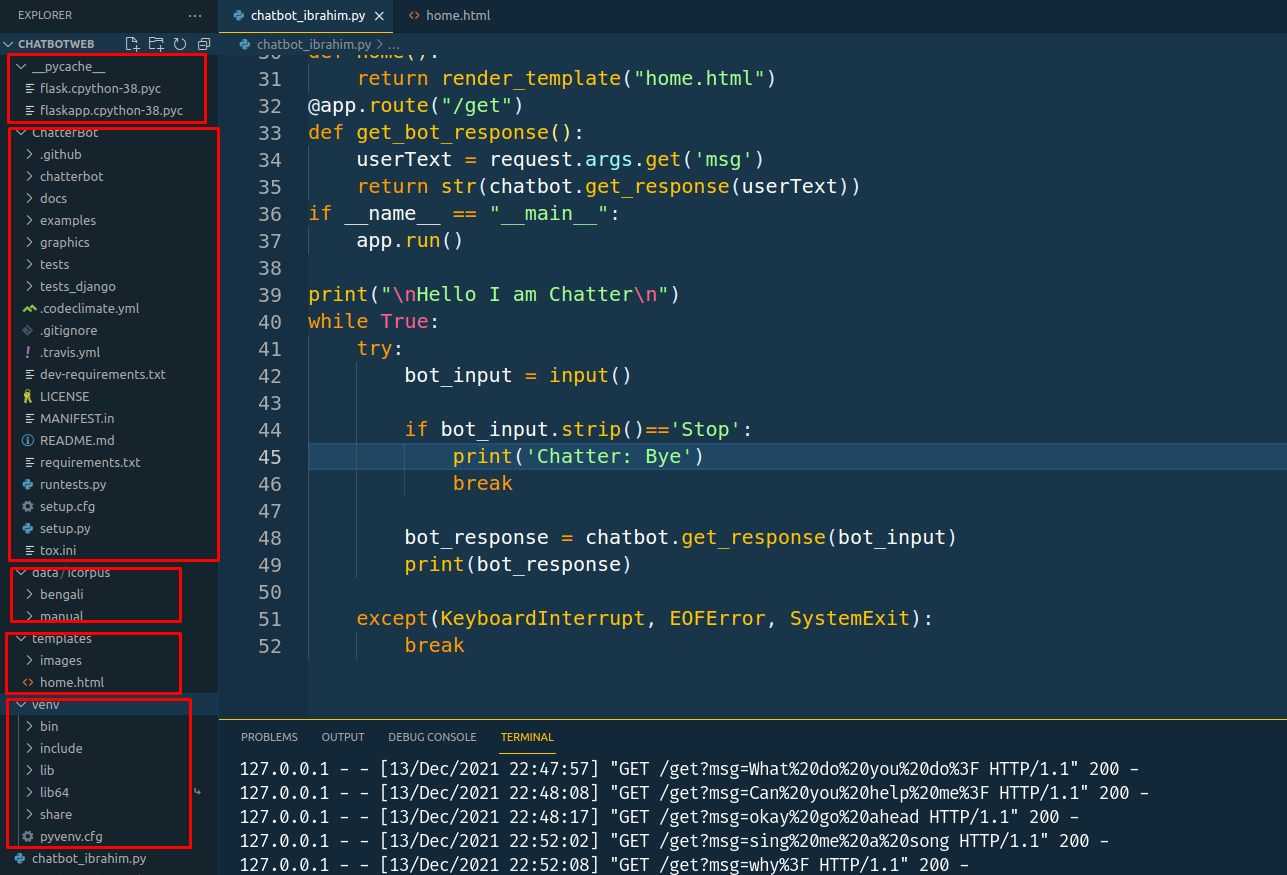 EXPLORER
CHATBOTWEB
__pycache__
flask.cpython-38.pyc
flaskapp.cpython-38.pyc
ChatterBot
.github
chatterbot
docs
examples
graphics
tests
tests_django
.codeclimate.yml
.gitignore
.travis.yml
dev-requirements.txt
LICENSE
MANIFEST.in
README.md
requirements.txt
runtests.py
setup.cfg
setup.py
tox.ini
bengali
manual
templates
images
home.html
venv
bin
include
lib
lib64
share
pyvenv.cfg
chatbot_ibrahim.py
chatbot_ibrahim.py home.html
chatbot_ibrahim.py > ...
30 def home():
31 return render_template("home.html")
32 @app.route("/get")
33 def get_bot_response():
34 userText = request.args.get('msg')
35 return str(chatbot.get_response(userText))
36 if __name__ == "__main__":
37 app.run()
38
39 print("\nHello I am Chatter\n")
40 while True:
41 try:
42 bot_input = input()
43
44 if bot_input.strip()=='Stop':
45 print('Chatter: Bye')
46 break
47
48 bot_response = chatbot.get_response(bot_input)
49 print(bot_response)
50
51 except(KeyboardInterrupt, EOFError, SystemExit):
52 break
PROBLEMS OUTPUT DEBUG CONSOLE TERMINAL
127.0.0.1 - - [13/Dec/2021 22:47:57] "GET /get?msg=What%20do%20you%20do%3F HTTP/1.1" 200 -
127.0.0.1 - - [13/Dec/2021 22:48:08] "GET /get?msg=Can%20you%20help%20me%3F HTTP/1.1" 200 -
127.0.0.1 - - [13/Dec/2021 22:48:17] "GET /get?msg=okay%20go%20ahead HTTP/1.1" 200 -
127.0.0.1 - - [13/Dec/2021 22:52:02] "GET /get?msg=sing%20me%20a%20song HTTP/1.1" 200 -
127.0.0.1 - - [13/Dec/2021 22:52:08] "GET /get?msg=why%3F HTTP/1.1" 200 -